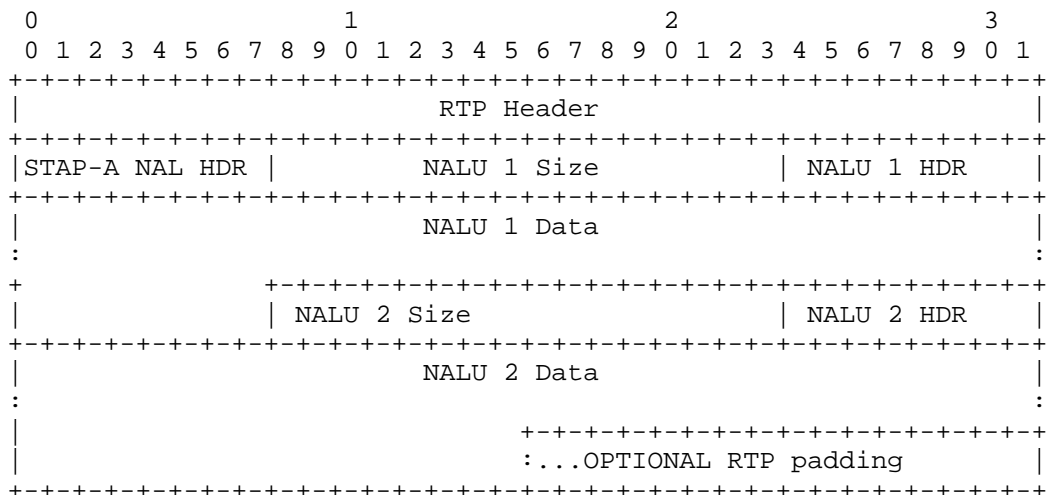 0                   1                   2                   3
 0 1 2 3 4 5 6 7 8 9 0 1 2 3 4 5 6 7 8 9 0 1 2 3 4 5 6 7 8 9 0 1
+-+-+-+-+-+-+-+-+-+-+-+-+-+-+-+-+-+-+-+-+-+-+-+-+-+-+-+-+-+-+-+-+
|                          RTP Header                           |
+-+-+-+-+-+-+-+-+-+-+-+-+-+-+-+-+-+-+-+-+-+-+-+-+-+-+-+-+-+-+-+-+
|STAP-A NAL HDR |         NALU 1 Size           | NALU 1 HDR    |
+-+-+-+-+-+-+-+-+-+-+-+-+-+-+-+-+-+-+-+-+-+-+-+-+-+-+-+-+-+-+-+-+
|                         NALU 1 Data                           |
:                                                               :
+               +-+-+-+-+-+-+-+-+-+-+-+-+-+-+-+-+-+-+-+-+-+-+-+-+
|               | NALU 2 Size                   | NALU 2 HDR    |
+-+-+-+-+-+-+-+-+-+-+-+-+-+-+-+-+-+-+-+-+-+-+-+-+-+-+-+-+-+-+-+-+
|                         NALU 2 Data                           |
:                                                               :
|                               +-+-+-+-+-+-+-+-+-+-+-+-+-+-+-+-+
|                               :...OPTIONAL RTP padding        |
+-+-+-+-+-+-+-+-+-+-+-+-+-+-+-+-+-+-+-+-+-+-+-+-+-+-+-+-+-+-+-+-+